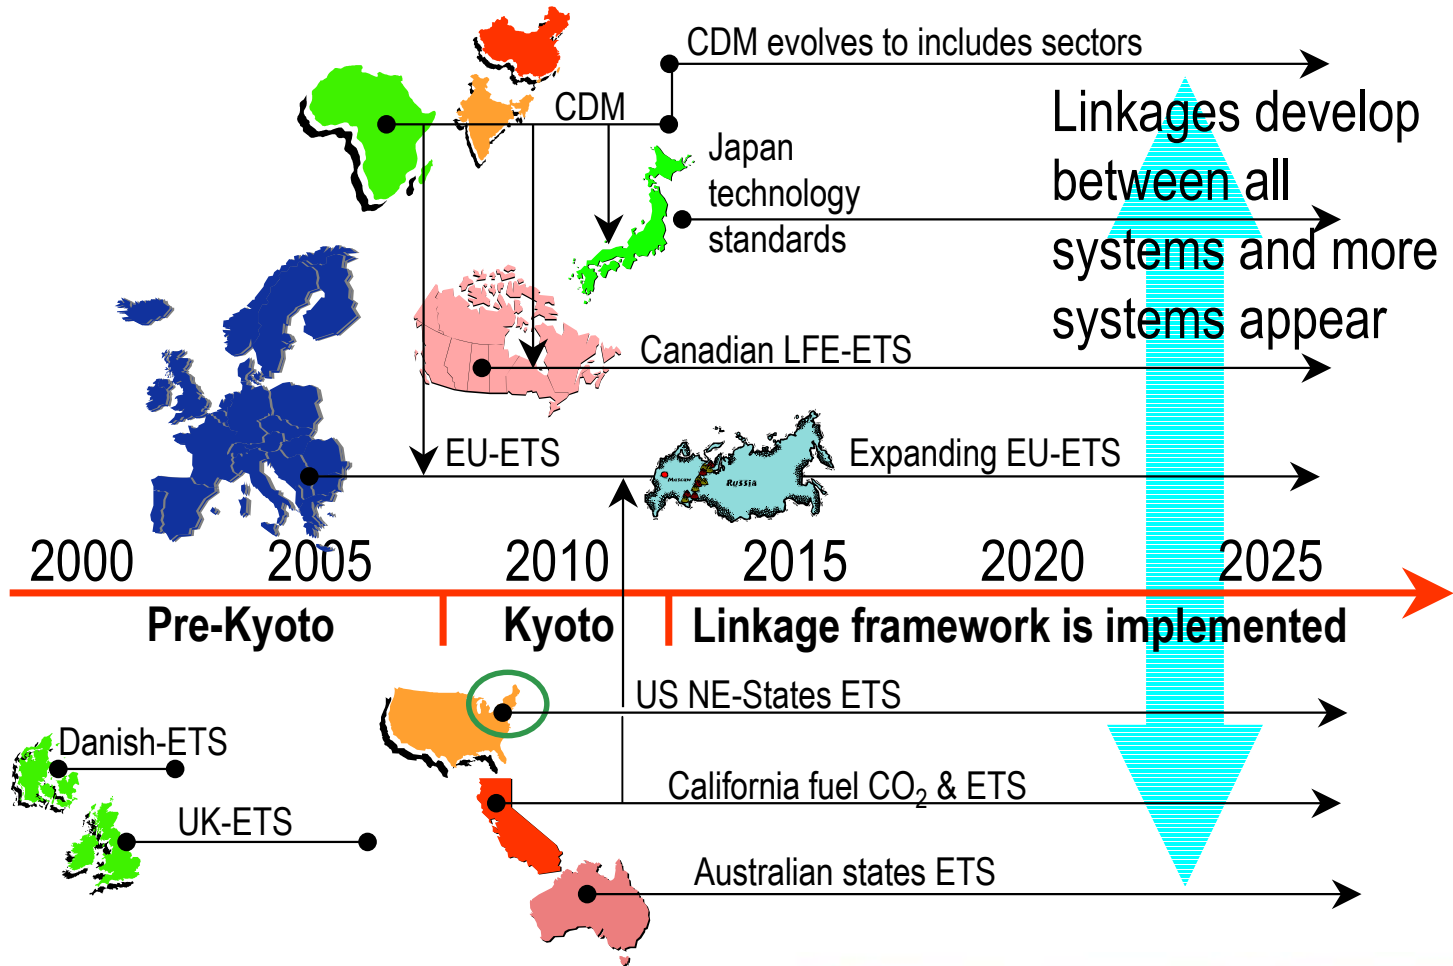 CDM evolves to includes sectors
CDM
Linkages develop
between all
systems and more
systems appear
Japan
technology
standards
Canadian LFE-ETS
EU-ETS
Expanding EU-ETS
Moscow
Russia
2000 2005 2010 2015 2020 2025
Pre-Kyoto Kyoto Linkage framework is implemented
US NE-States ETS
Danish-ETS
California fuel CO₂ & ETS
UK-ETS
Australian states ETS